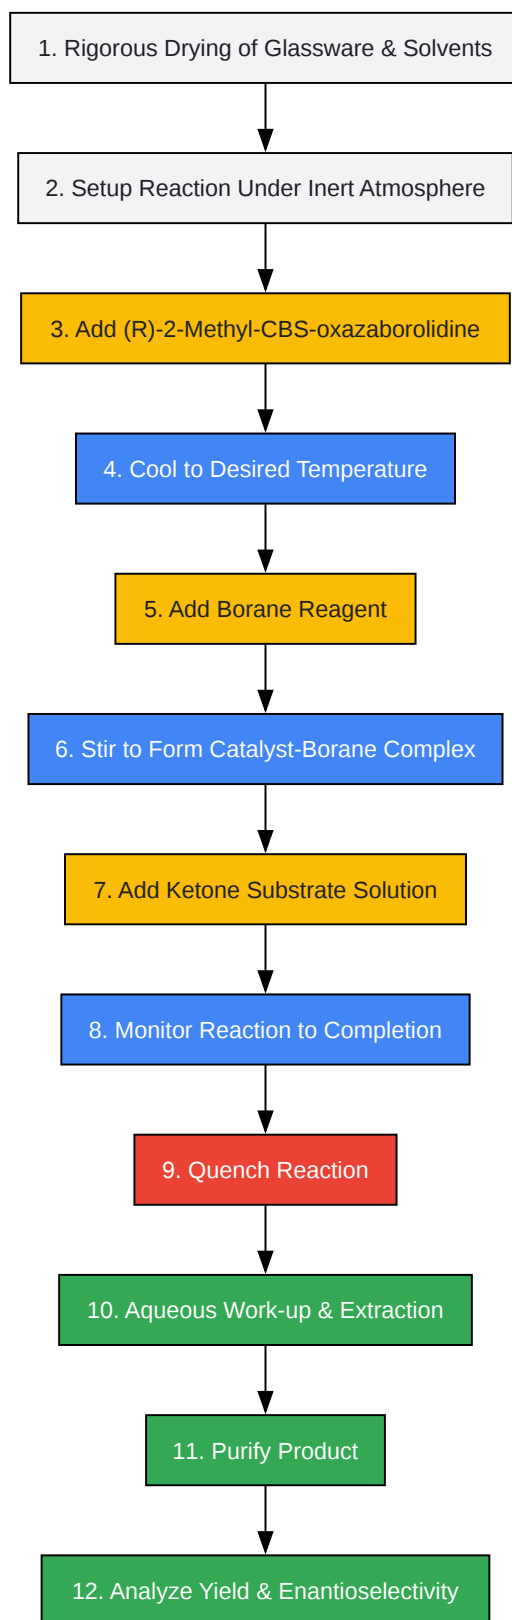 1. Rigorous Drying of Glassware & Solvents
2. Setup Reaction Under Inert Atmosphere
3. Add (R)-2-Methyl-CBS-oxazaborolidine
4. Cool to Desired Temperature
5. Add Borane Reagent
6. Stir to Form Catalyst-Borane Complex
7. Add Ketone Substrate Solution
8. Monitor Reaction to Completion
9. Quench Reaction
10. Aqueous Work-up & Extraction
11. Purify Product
12. Analyze Yield & Enantioselectivity